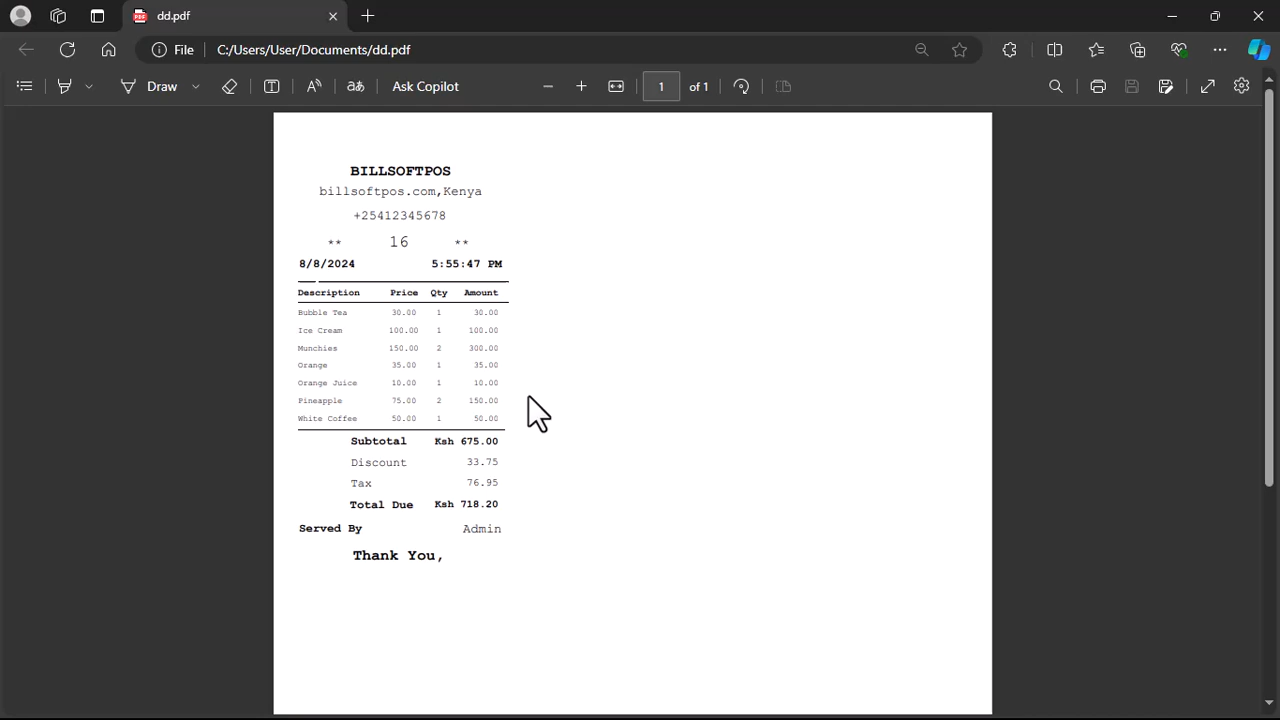 dd.pdf
File C:/Users/User/Documents/dd.pdf
Draw aあ Ask Copilot 1 of 1
BILLSOFTPOS
billsoftpos.com,Kenya
+25412345678
** 16 **
8/8/2024 5:55:47 PM
Description Price Qty Amount
Bubble Tea 30.00 1 30.00
Ice Cream 100.00 1 100.00
Munchies 150.00 2 300.00
Orange 35.00 1 35.00
Orange Juice 10.00 1 10.00
Pineapple 75.00 2 150.00
White Coffee 50.00 1 50.00
Subtotal Ksh 675.00
Discount 33.75
Tax 76.95
Total Due Ksh 718.20
Served By Admin
Thank You,